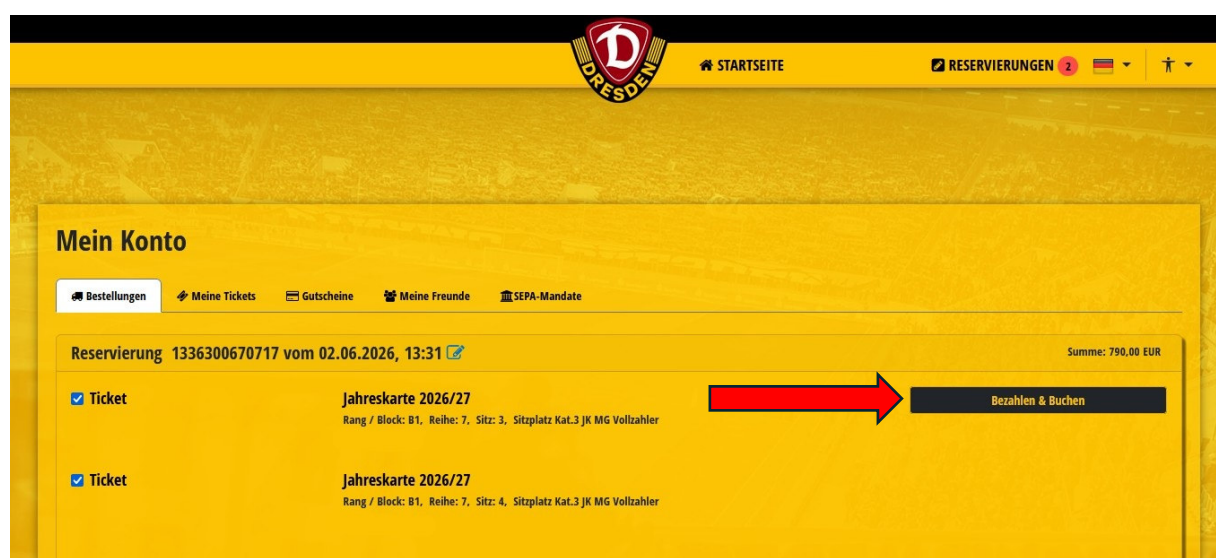 D
DRESDEN
STARTSEITE
RESERVIERUNGEN 2
Mein Konto
Bestellungen Meine Tickets Gutscheine Meine Freunde SEPA-Mandate
Reservierung 1336300670717 vom 02.06.2026, 13:31 Summe: 790,00 EUR
Ticket Jahreskarte 2026/27 Bezahlen & Buchen
Rang / Block: B1, Reihe: 7, Sitz: 3, Sitzplatz Kat.3 JK MG Vollzahler
Ticket Jahreskarte 2026/27
Rang / Block: B1, Reihe: 7, Sitz: 4, Sitzplatz Kat.3 JK MG Vollzahler